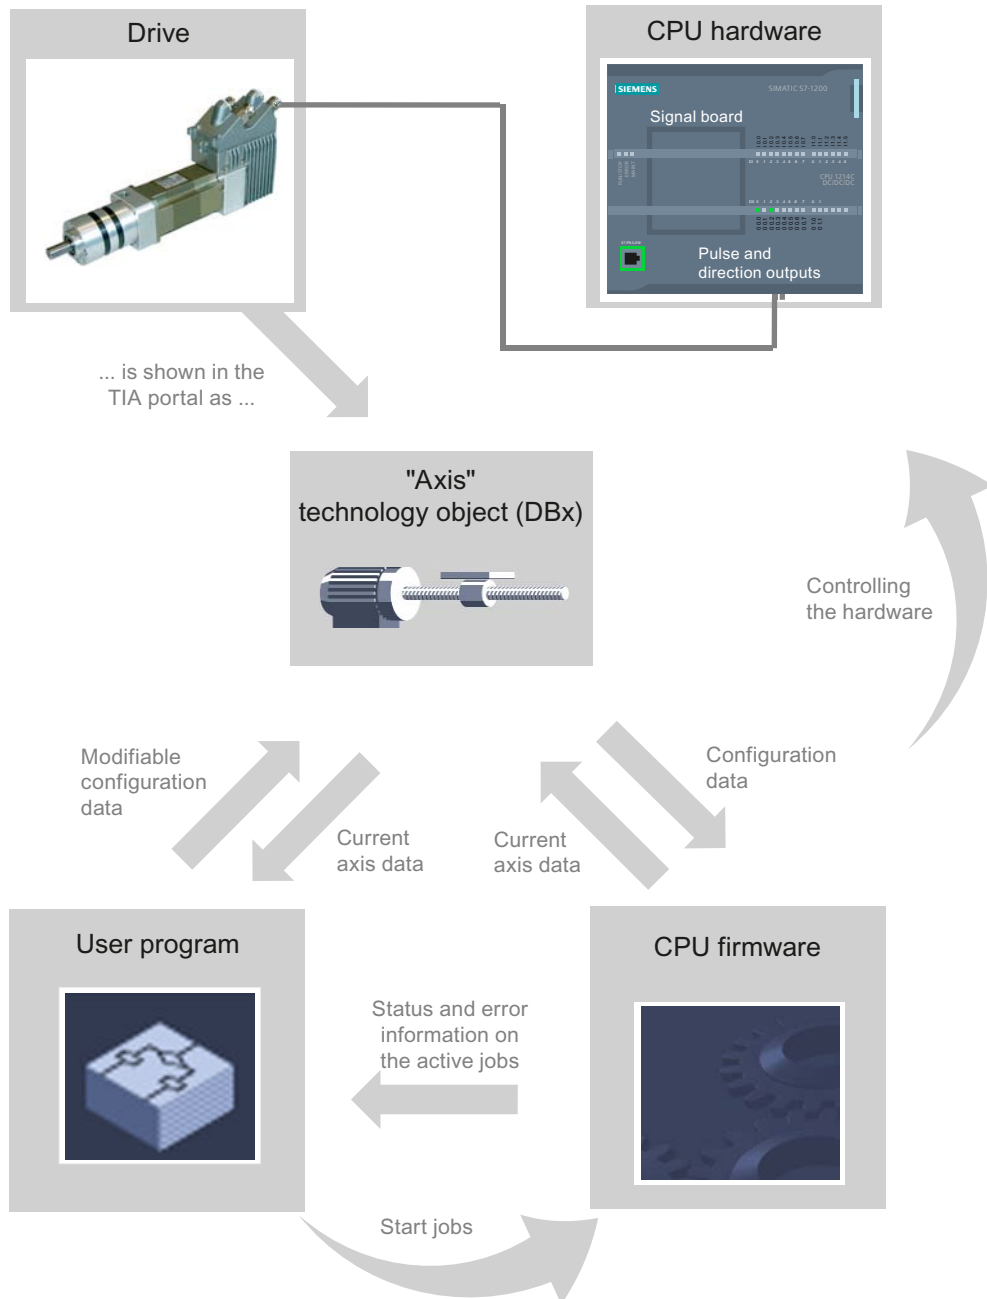 Drive
CPU hardware
SIEMENS
SIMATIC S7-1200
Signal board
CPU 1214C
DC/DC/DC
Pulse and
direction outputs
... is shown in the
TIA portal as ...
"Axis"
technology object (DBx)
Controlling
the hardware
Modifiable
configuration
data
Current
axis data
Current
axis data
Configuration
data
User program
CPU firmware
Status and error
information on
the active jobs
Start jobs